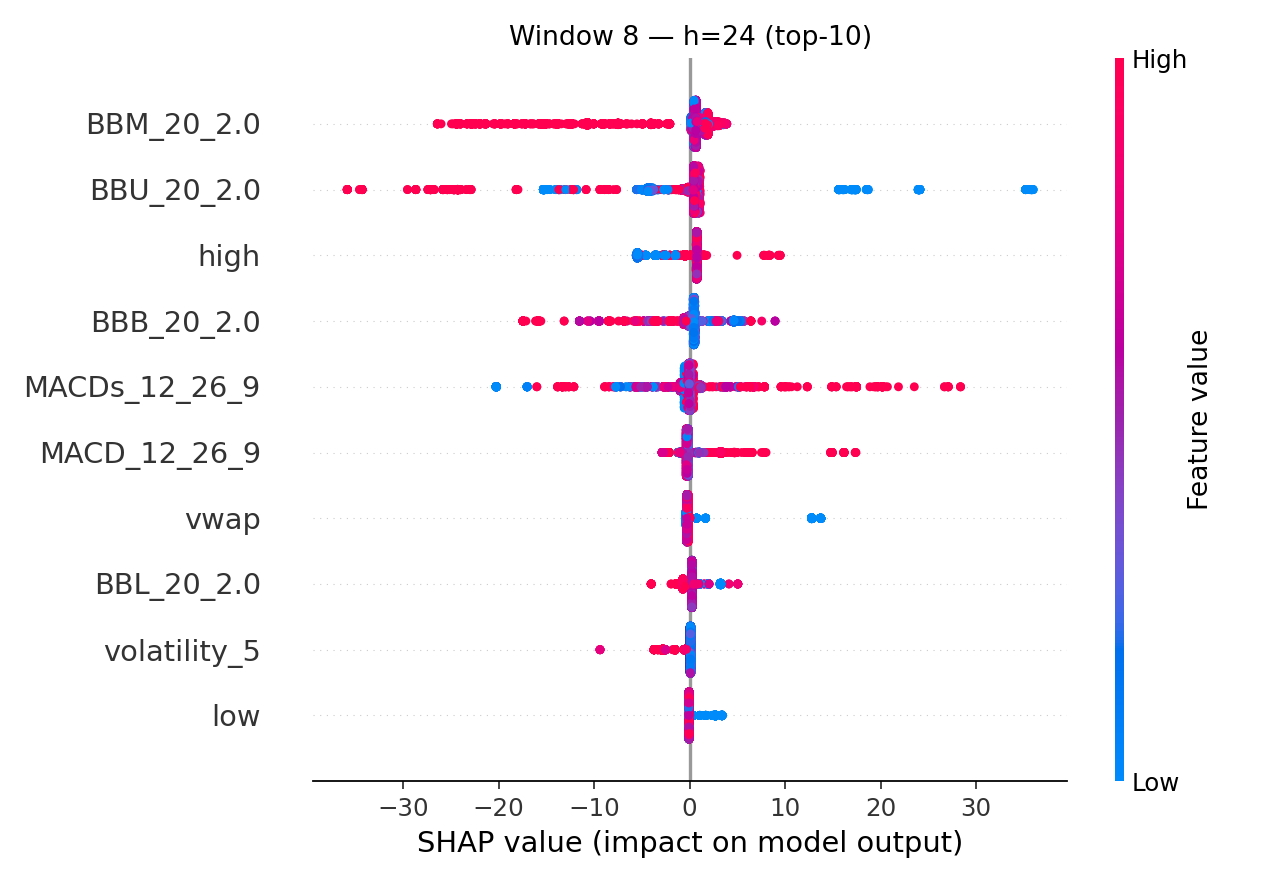 Window 8 — h=24 (top-10)
High
BBM_20_2.0
BBU_20_2.0
high
BBB_20_2.0
MACDs_12_26_9
MACD_12_26_9
vwap
BBL_20_2.0
volatility_5
low
Feature value
Low
−30 −20 −10 0 10 20 30
SHAP value (impact on model output)